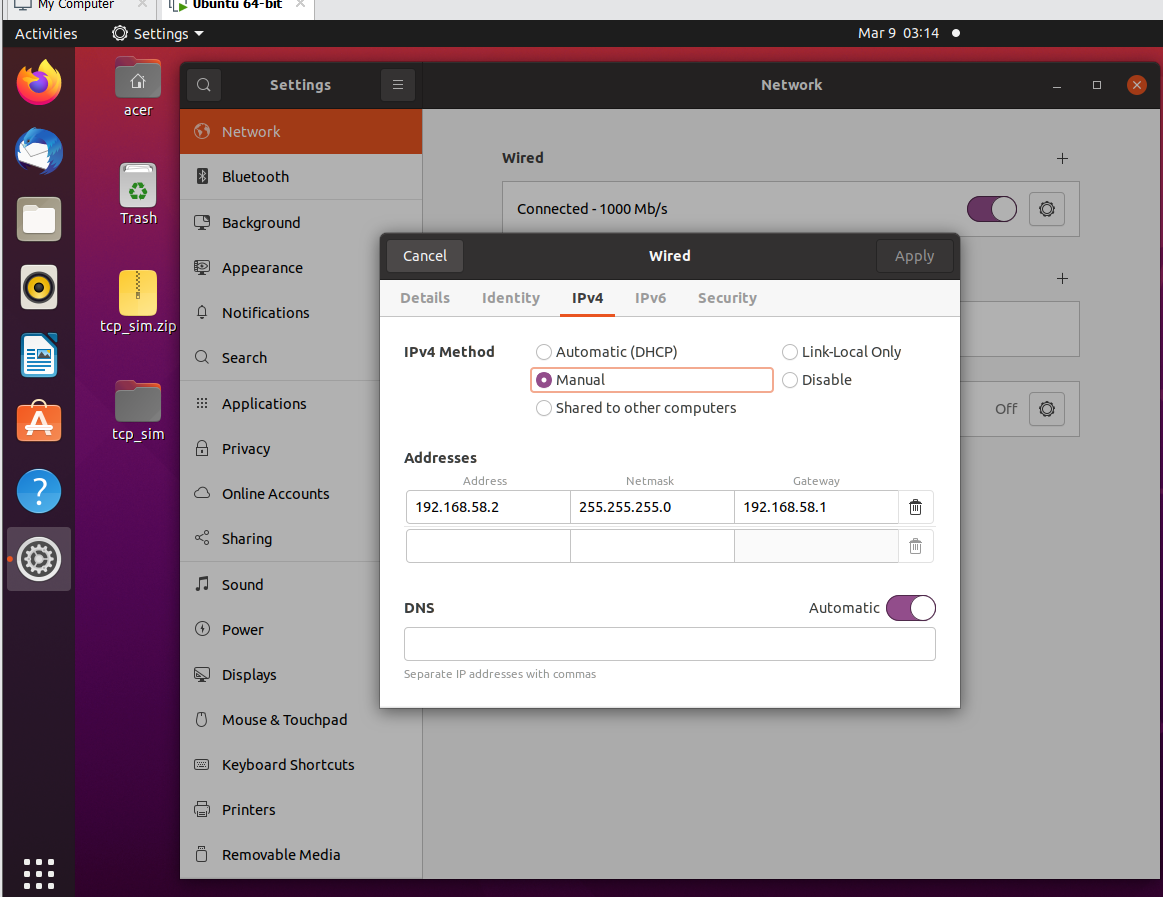 My Computer
Ubuntu 64-bit
Activities
Settings
Mar 9 03:14
acer
Trash
tcp_sim.zip
tcp_sim
Settings
Network
Network
Bluetooth
Background
Appearance
Notifications
Search
Applications
Privacy
Online Accounts
Sharing
Sound
Power
Displays
Mouse & Touchpad
Keyboard Shortcuts
Printers
Removable Media
Wired
Connected - 1000 Mb/s
Off
Cancel
Wired
Apply
Details Identity IPv4 IPv6 Security
IPv4 Method
Automatic (DHCP)
Link-Local Only
Manual
Disable
Shared to other computers
Addresses
Address Netmask Gateway
192.168.58.2 255.255.255.0 192.168.58.1
DNS
Automatic
Separate IP addresses with commas